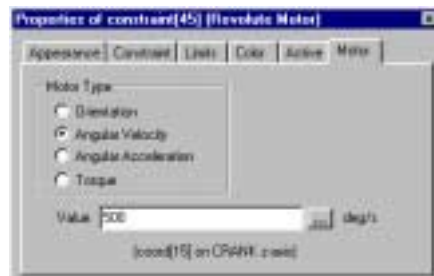 Properties of constraint[45] (Revolute Motor)
Appearance Constraint Limits Color Active Motor
Motor Type
Orientation
Angular Velocity
Angular Acceleration
Torque
Value 500 ... deg/s
(coord[15] on CRANK z-axis)